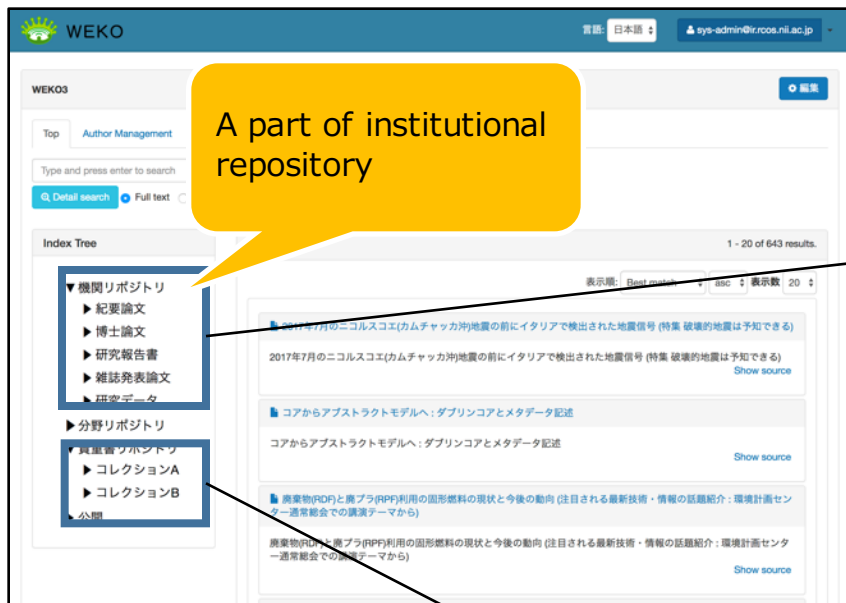 WEKO
言語: 日本語
sys-admin@ir.rcos.nii.ac.jp
WEKO3
編集
Top Author Management
A part of institutional
repository
Type and press enter to search
Detail search Full text
Index Tree
1 - 20 of 643 results.
表示順: Best match asc 表示数 20
▼機関リポジトリ
▶紀要論文
▶博士論文
▶研究報告書
▶雑誌発表論文
▶研究データ
▶分野リポジトリ
▼貴重書リポジトリ
▶コレクションA
▶コレクションB
▶公開
2017年7月のニコルスコエ(カムチャッカ沖)地震の前にイタリアで検出された地震信号 (特集 破壊的地震は予知できる)
2017年7月のニコルスコエ(カムチャッカ沖)地震の前にイタリアで検出された地震信号 (特集 破壊的地震は予知できる)
Show source
コアからアブストラクトモデルへ : ダブリンコアとメタデータ記述
コアからアブストラクトモデルへ : ダブリンコアとメタデータ記述
Show source
廃棄物(RDF)と廃プラ(RPF)利用の固形燃料の現状と今後の動向 (注目される最新技術・情報の話題紹介 : 環境計画セン
ター通常総会での講演テーマから)
廃棄物(RDF)と廃プラ(RPF)利用の固形燃料の現状と今後の動向 (注目される最新技術・情報の話題紹介 : 環境計画センタ
ー通常総会での講演テーマから)
Show source